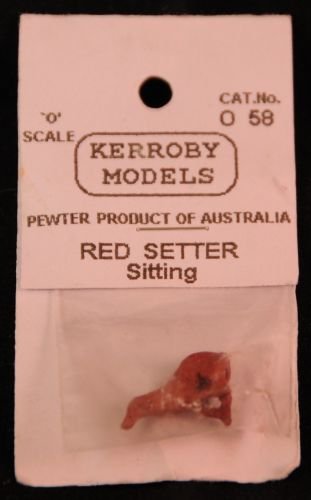 'O'
SCALE
CAT.No.
O 58
KERROBY
MODELS
PEWTER PRODUCT OF AUSTRALIA
RED SETTER
Sitting